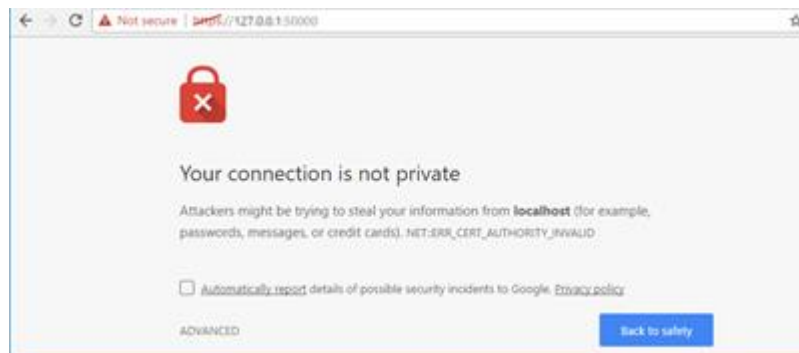 Not secure | https://127.0.0.1:50000
Your connection is not private
Attackers might be trying to steal your information from localhost (for example,
passwords, messages, or credit cards). NET::ERR_CERT_AUTHORITY_INVALID
Automatically report details of possible security incidents to Google. Privacy policy
ADVANCED
Back to safety